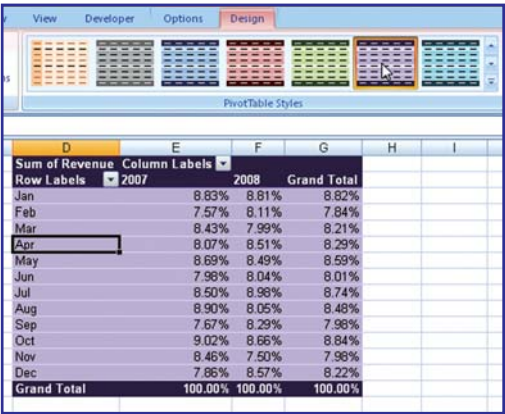 View Developer Options Design
PivotTable Styles
D E F G H I
Sum of Revenue Column Labels
Row Labels 2007 2008 Grand Total
Jan 8.83% 8.81% 8.82%
Feb 7.57% 8.11% 7.84%
Mar 8.43% 7.99% 8.21%
Apr 8.07% 8.51% 8.29%
May 8.69% 8.49% 8.59%
Jun 7.98% 8.04% 8.01%
Jul 8.50% 8.98% 8.74%
Aug 8.90% 8.05% 8.48%
Sep 7.67% 8.29% 7.98%
Oct 9.02% 8.66% 8.84%
Nov 8.46% 7.50% 7.98%
Dec 7.86% 8.57% 8.22%
Grand Total 100.00% 100.00% 100.00%